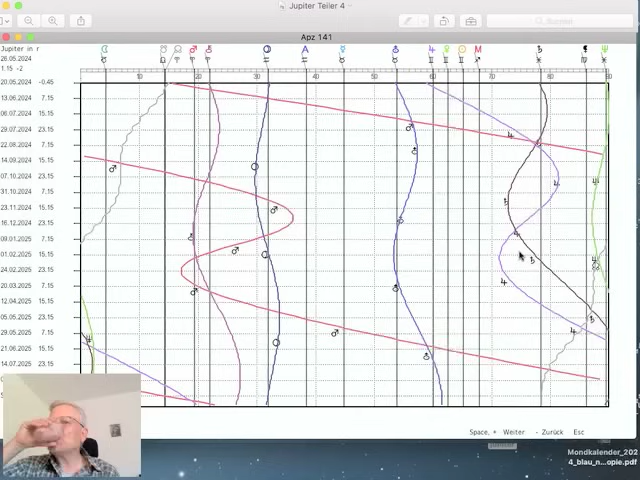 Jupiter Teiler 4
Apz 141
Jupiter in r
28.05.2024
1.15 -2
M
A
10 20 30 40 50 60 70 80 90
20.05.2024 -0.45
13.06.2024 7.15
06.07.2024 15.15
29.07.2024 23.15
22.08.2024 7.15
14.09.2024 15.15
07.10.2024 23.15
31.10.2024 7.15
23.11.2024 15.15
16.12.2024 23.15
09.01.2025 7.15
01.02.2025 15.15
24.02.2025 23.15
20.03.2025 7.15
12.04.2025 15.15
05.05.2025 23.15
29.05.2025 7.15
21.06.2025 15.15
14.07.2025 23.15
Space, + Weiter - Zurück Esc
Mondkalender_202
4_blau_n...opie.pdf